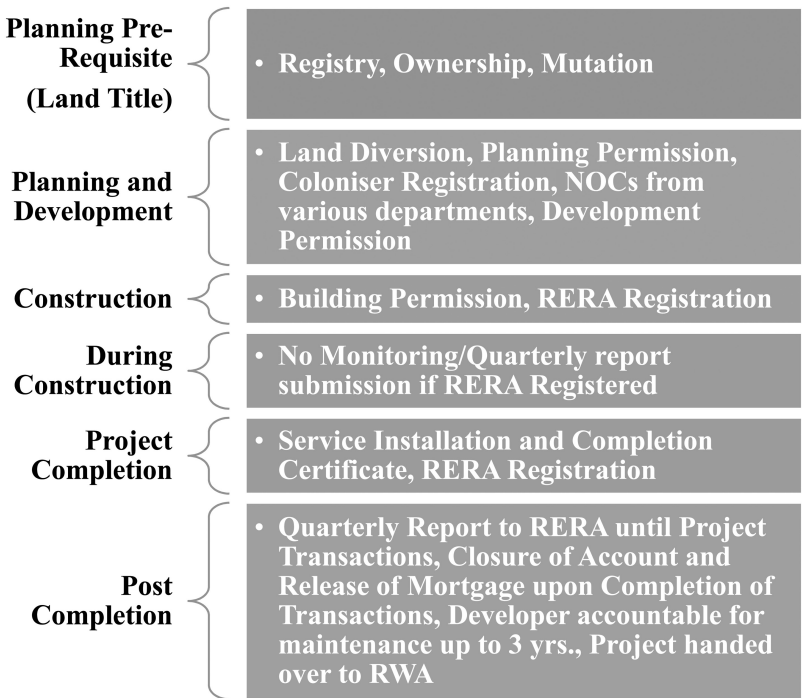 Planning Pre-
Requisite
(Land Title)
• Registry, Ownership, Mutation
Planning and
Development
• Land Diversion, Planning Permission,
Coloniser Registration, NOCs from
various departments, Development
Permission
Construction
• Building Permission, RERA Registration
During
Construction
• No Monitoring/Quarterly report
submission if RERA Registered
Project
Completion
• Service Installation and Completion
Certificate, RERA Registration
Post
Completion
• Quarterly Report to RERA until Project
Transactions, Closure of Account and
Release of Mortgage upon Completion of
Transactions, Developer accountable for
maintenance up to 3 yrs., Project handed
over to RWA